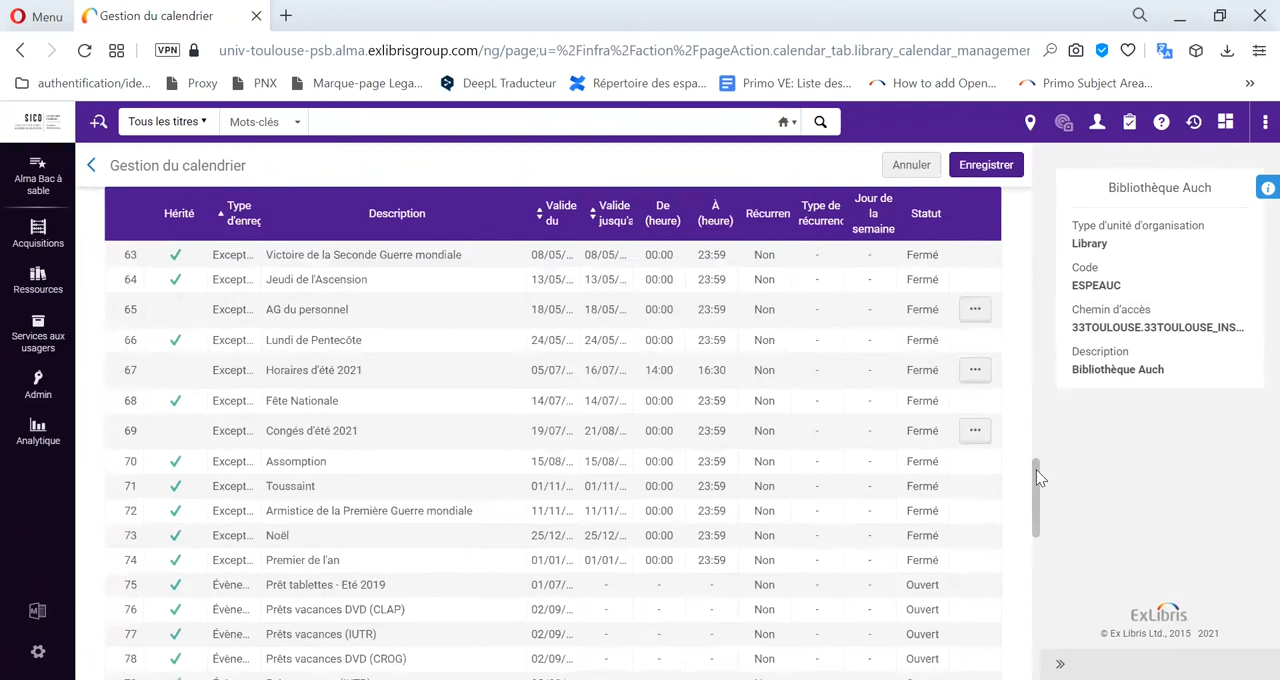 Menu
Gestion du calendrier
VPN
univ-toulouse-psb.alma.exlibrisgroup.com/ng/page;u=%2Finfra%2Faction%2FpageAction.calendar_tab.library_calendar_managemer
authentification/ide...
Proxy
PNX
Marque-page Lega...
DeepL Traducteur
Répertoire des espa...
Primo VE: Liste des...
How to add Open...
Primo Subject Area...
»
SICD
Tous les titres
Mots-clés
Alma Bac à
sable
Acquisitions
Ressources
Services aux
usagers
Admin
Analytique
Gestion du calendrier
Annuler
Enregistrer
Hérité Type d'enreg Description Valide du Valide jusqu'a De (heure) À (heure) Récurren Type de récurrenc Jour de la semaine Statut
63 Except... Victoire de la Seconde Guerre mondiale 08/05/... 08/05/... 00:00 23:59 Non - - Fermé
64 Except... Jeudi de l'Ascension 13/05/... 13/05/... 00:00 23:59 Non - - Fermé
65 Except... AG du personnel 18/05/... 18/05/... 00:00 23:59 Non - - Fermé ...
66 Except... Lundi de Pentecôte 24/05/... 24/05/... 00:00 23:59 Non - - Fermé
67 Except... Horaires d'été 2021 05/07/... 16/07/... 14:00 16:30 Non - - Fermé ...
68 Except... Fête Nationale 14/07/... 14/07/... 00:00 23:59 Non - - Fermé
69 Except... Congés d'été 2021 19/07/... 21/08/... 00:00 23:59 Non - - Fermé ...
70 Except... Assomption 15/08/... 15/08/... 00:00 23:59 Non - - Fermé
71 Except... Toussaint 01/11/... 01/11/... 00:00 23:59 Non - - Fermé
72 Except... Armistice de la Première Guerre mondiale 11/11/... 11/11/... 00:00 23:59 Non - - Fermé
73 Except... Noël 25/12/... 25/12/... 00:00 23:59 Non - - Fermé
74 Except... Premier de l'an 01/01/... 01/01/... 00:00 23:59 Non - - Fermé
75 Évène... Prêt tablettes - Eté 2019 01/07/... - - - Non - - Ouvert
76 Évène... Prêts vacances DVD (CLAP) 02/09/... - - - Non - - Ouvert
77 Évène... Prêts vacances (IUTR) 02/09/... - - - Non - - Ouvert
78 Évène... Prêts vacances DVD (CROG) 02/09/... - - - Non - - Ouvert
Bibliothèque Auch
Type d'unité d'organisation
Library
Code
ESPEAUC
Chemin d'accès
33TOULOUSE.33TOULOUSE_INS...
Description
Bibliothèque Auch
ExLibris
© Ex Libris Ltd., 2015 2021
»